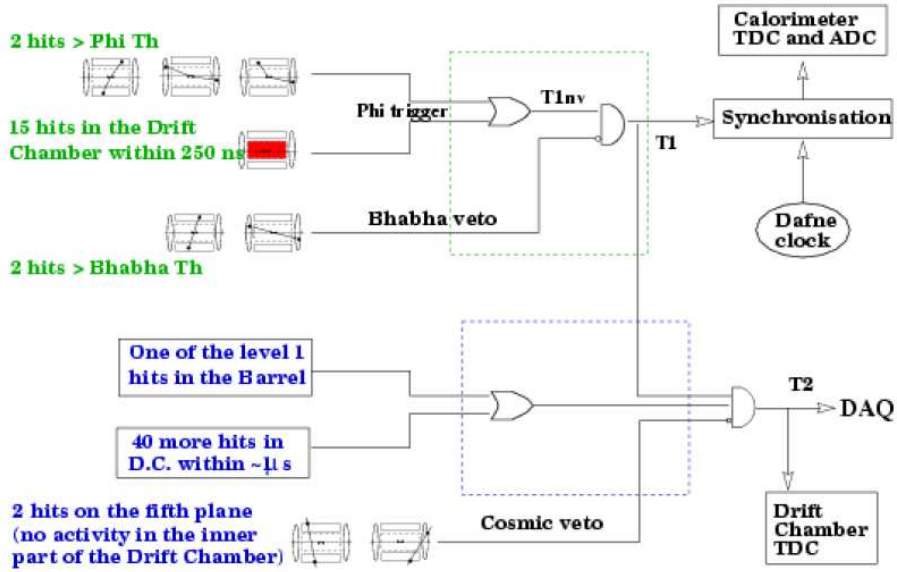 2 hits > Phi Th
15 hits in the Drift
Chamber within 250 ns
Phi trigger
T1nv
T1
Calorimeter
TDC and ADC
Synchronisation
Dafne
clock
Bhabha veto
2 hits > Bhabha Th
One of the level 1
hits in the Barrel
40 more hits in
D.C. within ~μ s
2 hits on the fifth plane
(no activity in the inner
part of the Drift Chamber)
Cosmic veto
T2
DAQ
Drift
Chamber
TDC